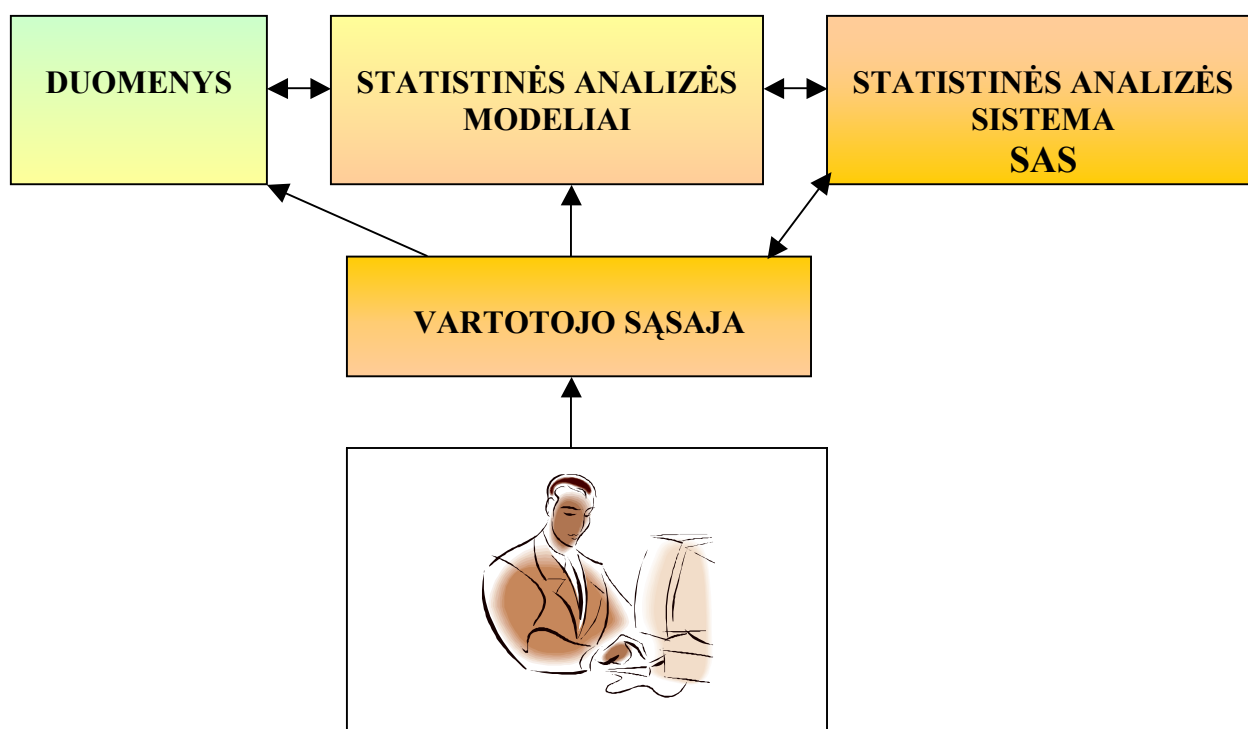 DUOMENYS
STATISTINĖS ANALIZĖS
MODELIAI
STATISTINĖS ANALIZĖS
SISTEMA
SAS
VARTOTOJO SĄSAJA